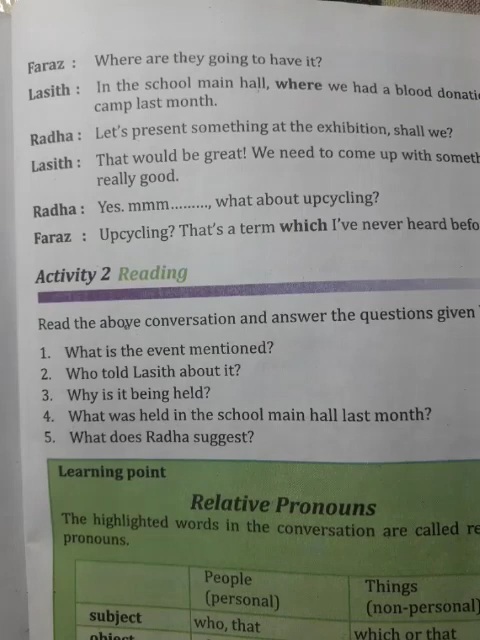 Faraz : Where are they going to have it?
Lasith : In the school main hall, where we had a blood donati
camp last month.
Radha : Let's present something at the exhibition, shall we?
Lasith : That would be great! We need to come up with someth
really good.
Radha : Yes. mmm........., what about upcycling?
Faraz : Upcycling? That's a term which I've never heard befo
Activity 2 Reading
Read the above conversation and answer the questions given
1. What is the event mentioned?
2. Who told Lasith about it?
3. Why is it being held?
4. What was held in the school main hall last month?
5. What does Radha suggest?
Learning point
Relative Pronouns
The highlighted words in the conversation are called re
pronouns.
People Things
(personal) (non-personal)
subject who, that which or that
object